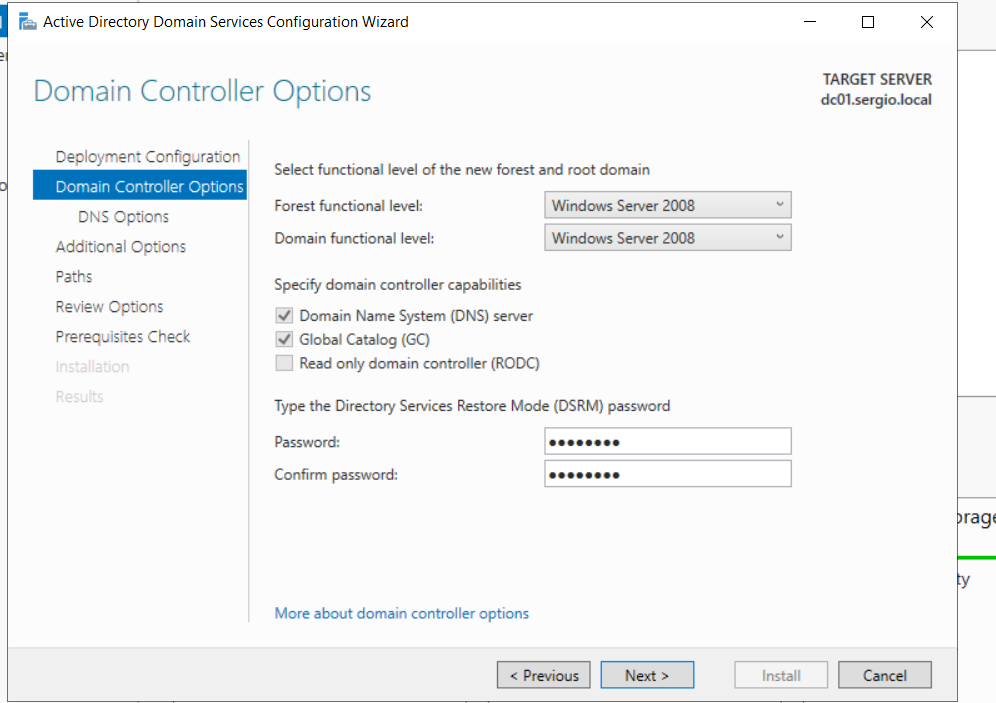 Active Directory Domain Services Configuration Wizard
Domain Controller Options
TARGET SERVER
dc01.sergio.local
Deployment Configuration
Domain Controller Options
DNS Options
Additional Options
Paths
Review Options
Prerequisites Check
Installation
Results
Select functional level of the new forest and root domain
Forest functional level: Windows Server 2008
Domain functional level: Windows Server 2008
Specify domain controller capabilities
Domain Name System (DNS) server
Global Catalog (GC)
Read only domain controller (RODC)
Type the Directory Services Restore Mode (DSRM) password
Password: ••••••••
Confirm password: ••••••••
More about domain controller options
< Previous Next > Install Cancel